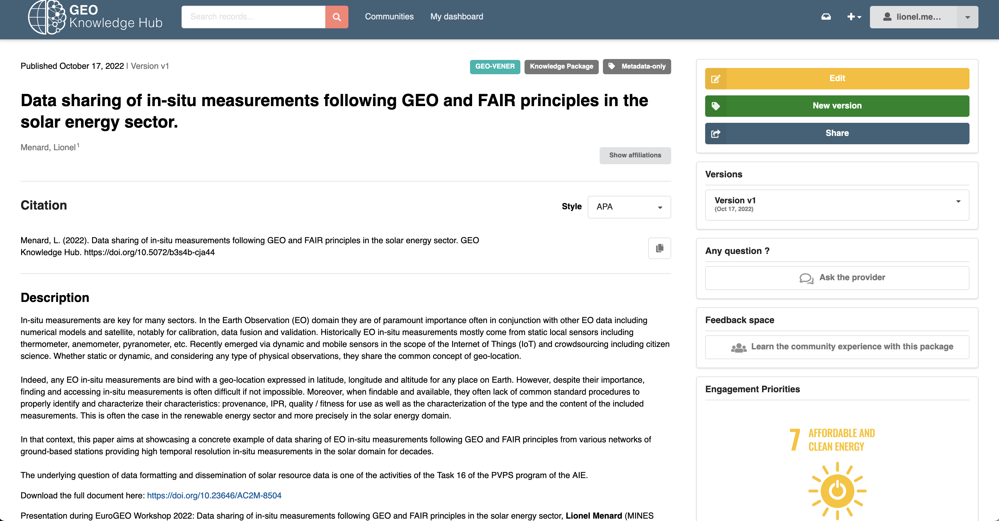 GEO
Knowledge Hub
Search records...
Communities
My dashboard
lionel.me...
Published October 17, 2022 | Version v1
GEO-VENER
Knowledge Package
Metadata-only
Data sharing of in-situ measurements following GEO and FAIR principles in the
solar energy sector.
Menard, Lionel 1
Show affiliations
Citation
Style
APA
Menard, L. (2022). Data sharing of in-situ measurements following GEO and FAIR principles in the solar energy sector. GEO
Knowledge Hub. https://doi.org/10.5072/b3s4b-cja44
Description
In-situ measurements are key for many sectors. In the Earth Observation (EO) domain they are of paramount importance often in conjunction with other EO data including
numerical models and satellite, notably for calibration, data fusion and validation. Historically EO in-situ measurements mostly come from static local sensors including
thermometer, anemometer, pyranometer, etc. Recently emerged via dynamic and mobile sensors in the scope of the Internet of Things (IoT) and crowdsourcing including citizen
science. Whether static or dynamic, and considering any type of physical observations, they share the common concept of geo-location.
Indeed, any EO in-situ measurements are bind with a geo-location expressed in latitude, longitude and altitude for any place on Earth. However, despite their importance,
finding and accessing in-situ measurements is often difficult if not impossible. Moreover, when findable and available, they often lack of common standard procedures to
properly identify and characterize their characteristics: provenance, IPR, quality / fitness for use as well as the characterization of the type and the content of the included
measurements. This is often the case in the renewable energy sector and more precisely in the solar energy domain.
In that context, this paper aims at showcasing a concrete example of data sharing of EO in-situ measurements following GEO and FAIR principles from various networks of
ground-based stations providing high temporal resolution in-situ measurements in the solar domain for decades.
The underlying question of data formatting and dissemination of solar resource data is one of the activities of the Task 16 of the PVPS program of the AIE.
Download the full document here: https://doi.org/10.23646/AC2M-8504
Presentation during EuroGEO Workshop 2022: Data sharing of in-situ measurements following GEO and FAIR principles in the solar energy sector, Lionel Menard (MINES
Edit
New version
Share
Versions
Version v1
(Oct 17, 2022)
Any question ?
Ask the provider
Feedback space
Learn the community experience with this package
Engagement Priorities
7 AFFORDABLE AND
CLEAN ENERGY